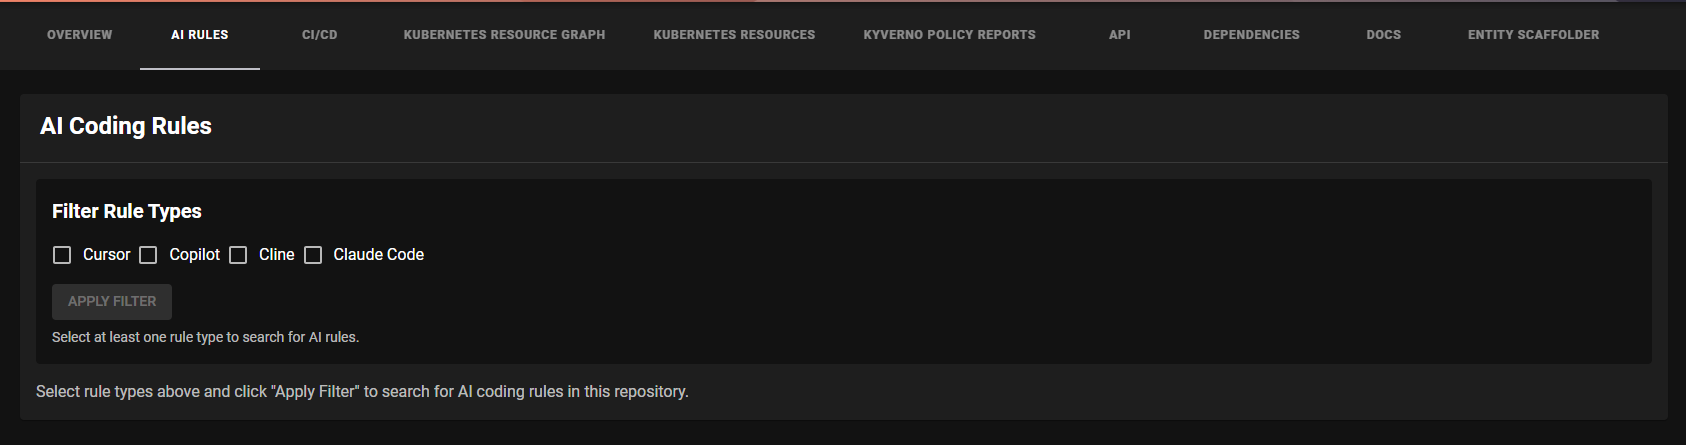 OVERVIEW AI RULES CI/CD KUBERNETES RESOURCE GRAPH KUBERNETES RESOURCES KYVERNO POLICY REPORTS API DEPENDENCIES DOCS ENTITY SCAFFOLDER
AI Coding Rules
Filter Rule Types
Cursor Copilot Cline Claude Code
APPLY FILTER
Select at least one rule type to search for AI rules.
Select rule types above and click "Apply Filter" to search for AI coding rules in this repository.